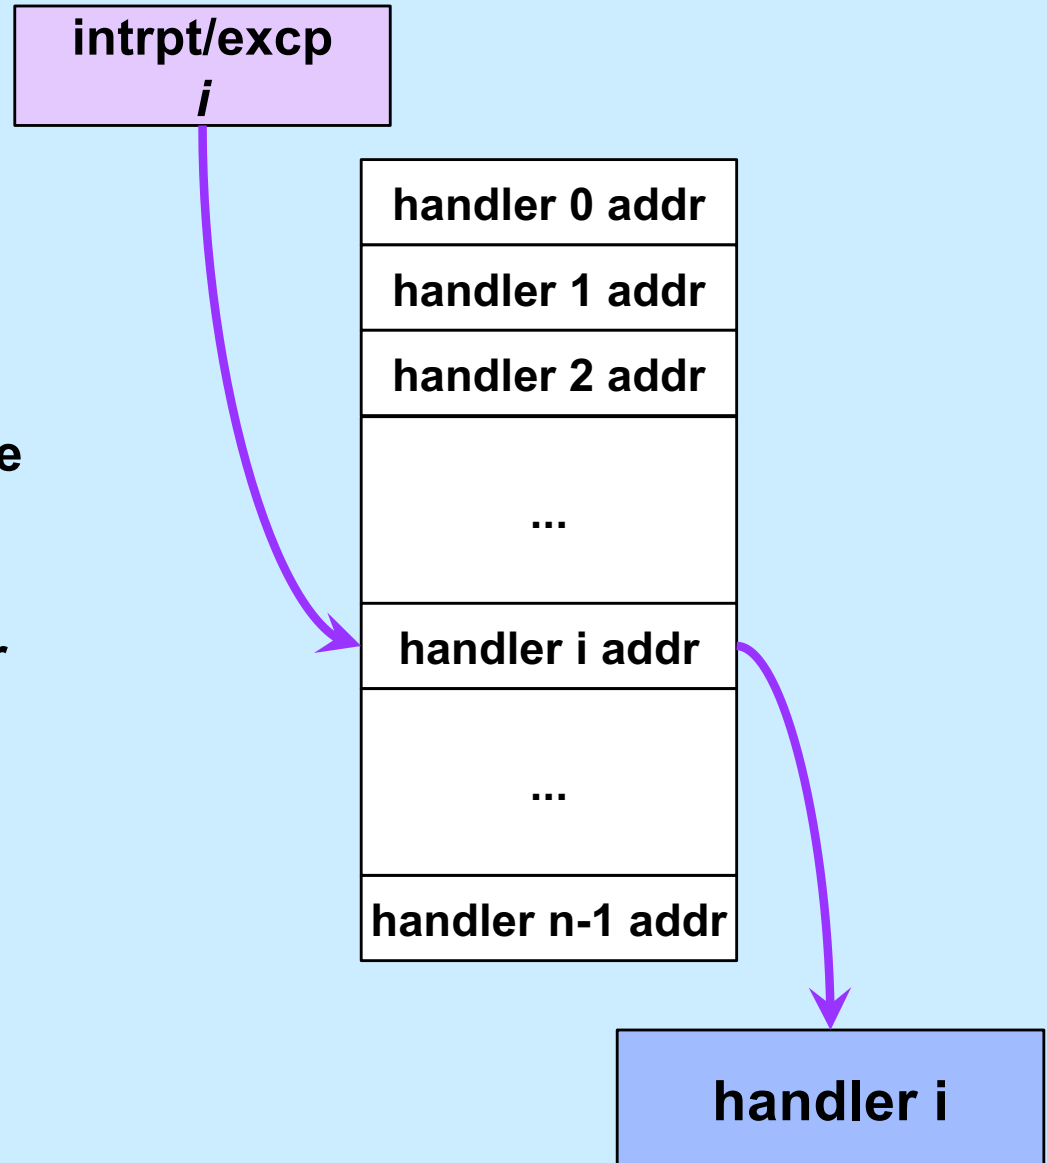 intrpt/excp
i
handler 0 addr
handler 1 addr
handler 2 addr
e
...
r
handler i addr
...
handler n-1 addr
handler i